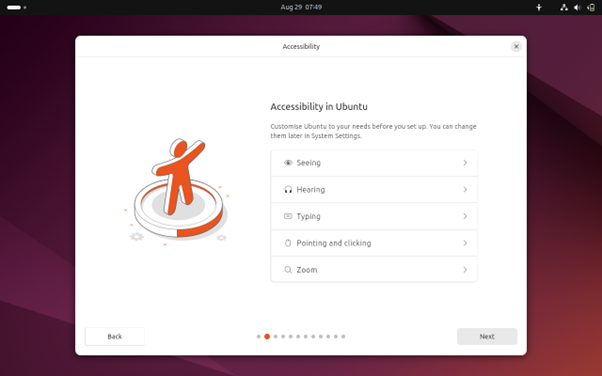 Aug 29 07:49
Accessibility
Accessibility in Ubuntu
Customise Ubuntu to your needs before you set up. You can change
them later in System Settings.
Seeing
Hearing
Typing
Pointing and clicking
Zoom
Back
Next